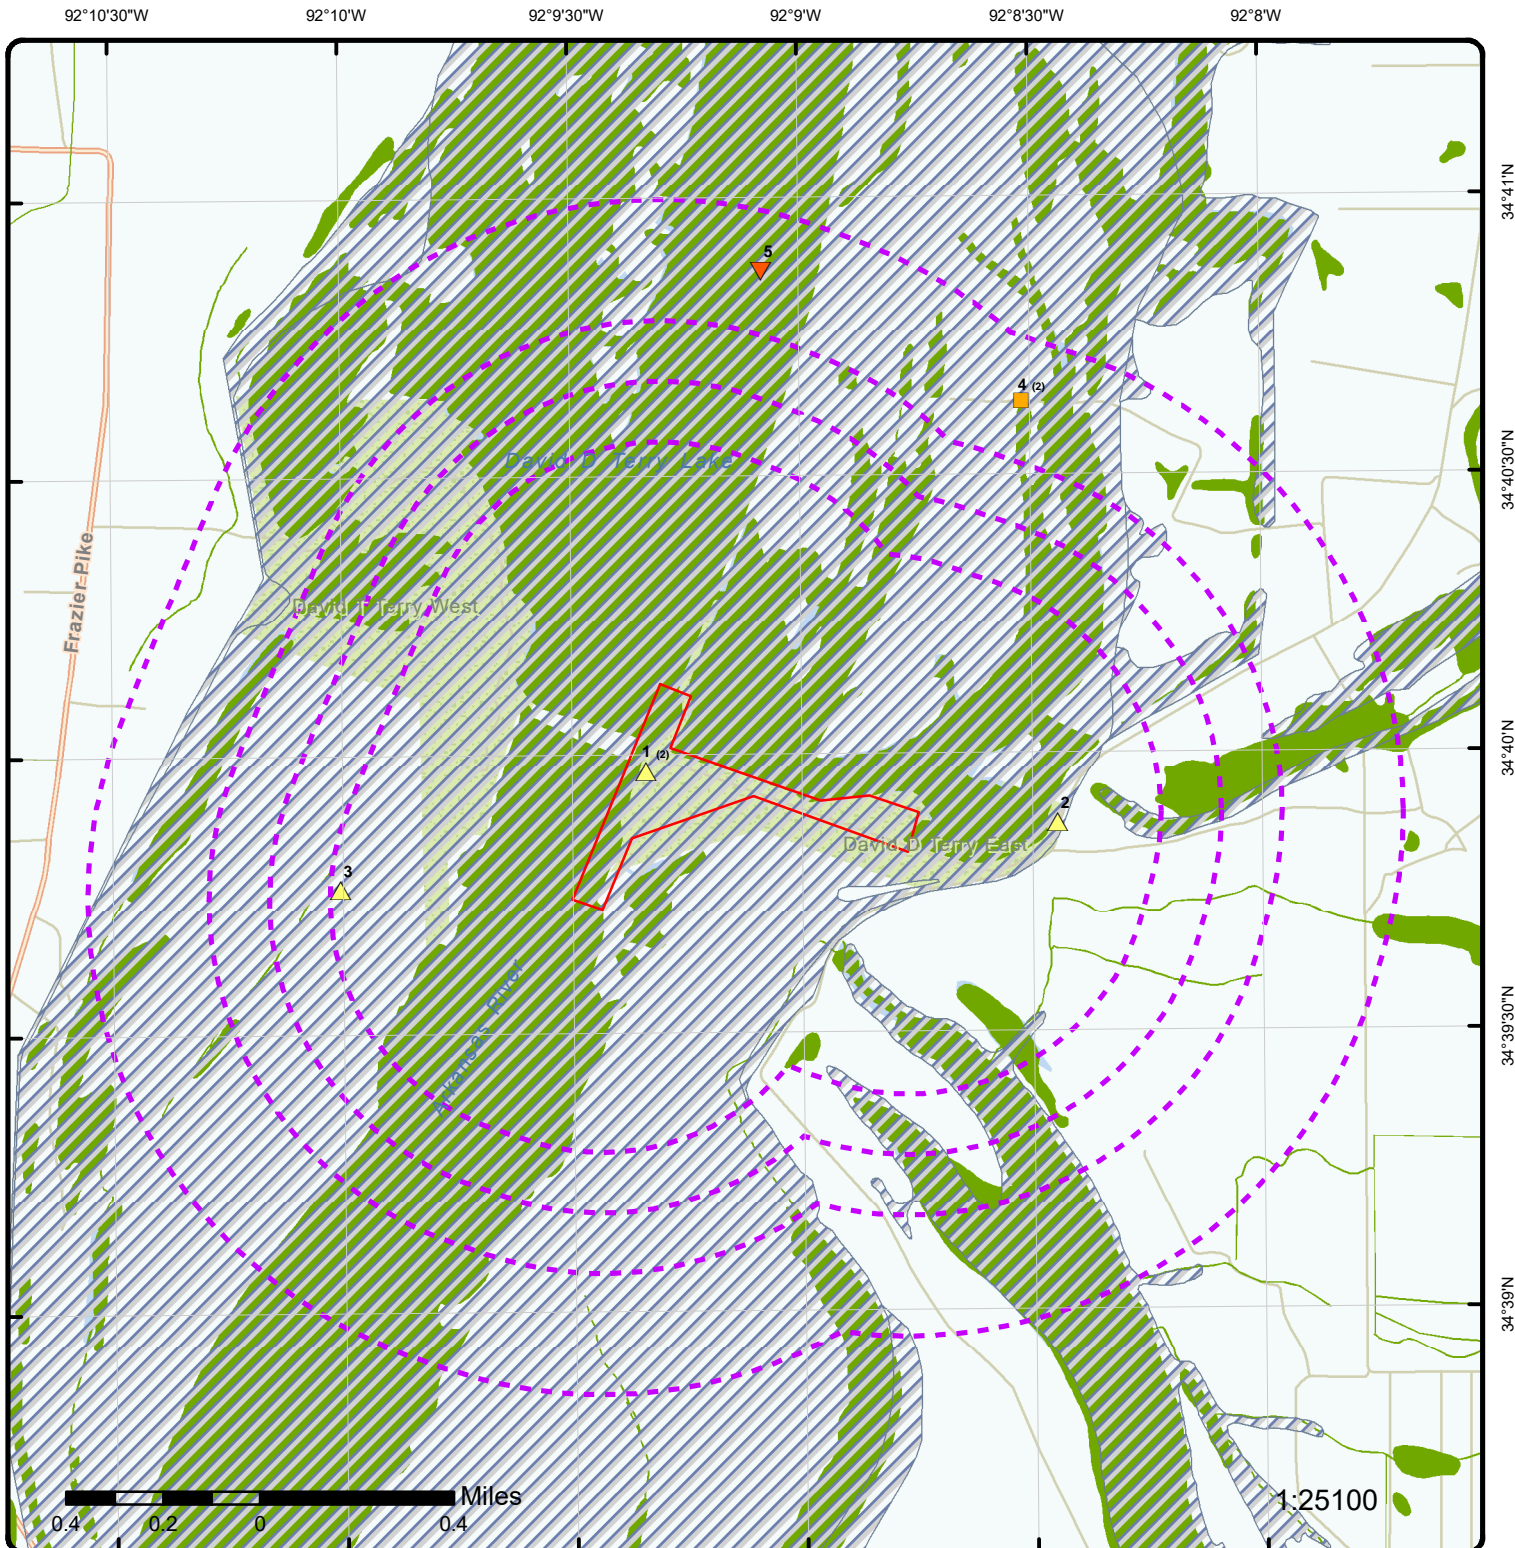 92°10'30"W 92°10'W 92°9'30"W 92°9'W 92°8'30"W 92°8'W
34°41'N
5
4 (2)
34°40'30"N
David D Terry Lake
Frazier Pike
David D Terry West
34°40'N
1 (2)
2
David D Terry East
3
34°39'30"N
Arkansas River
34°39'N
Miles
1:25100
0.4 0.2 0 0.4